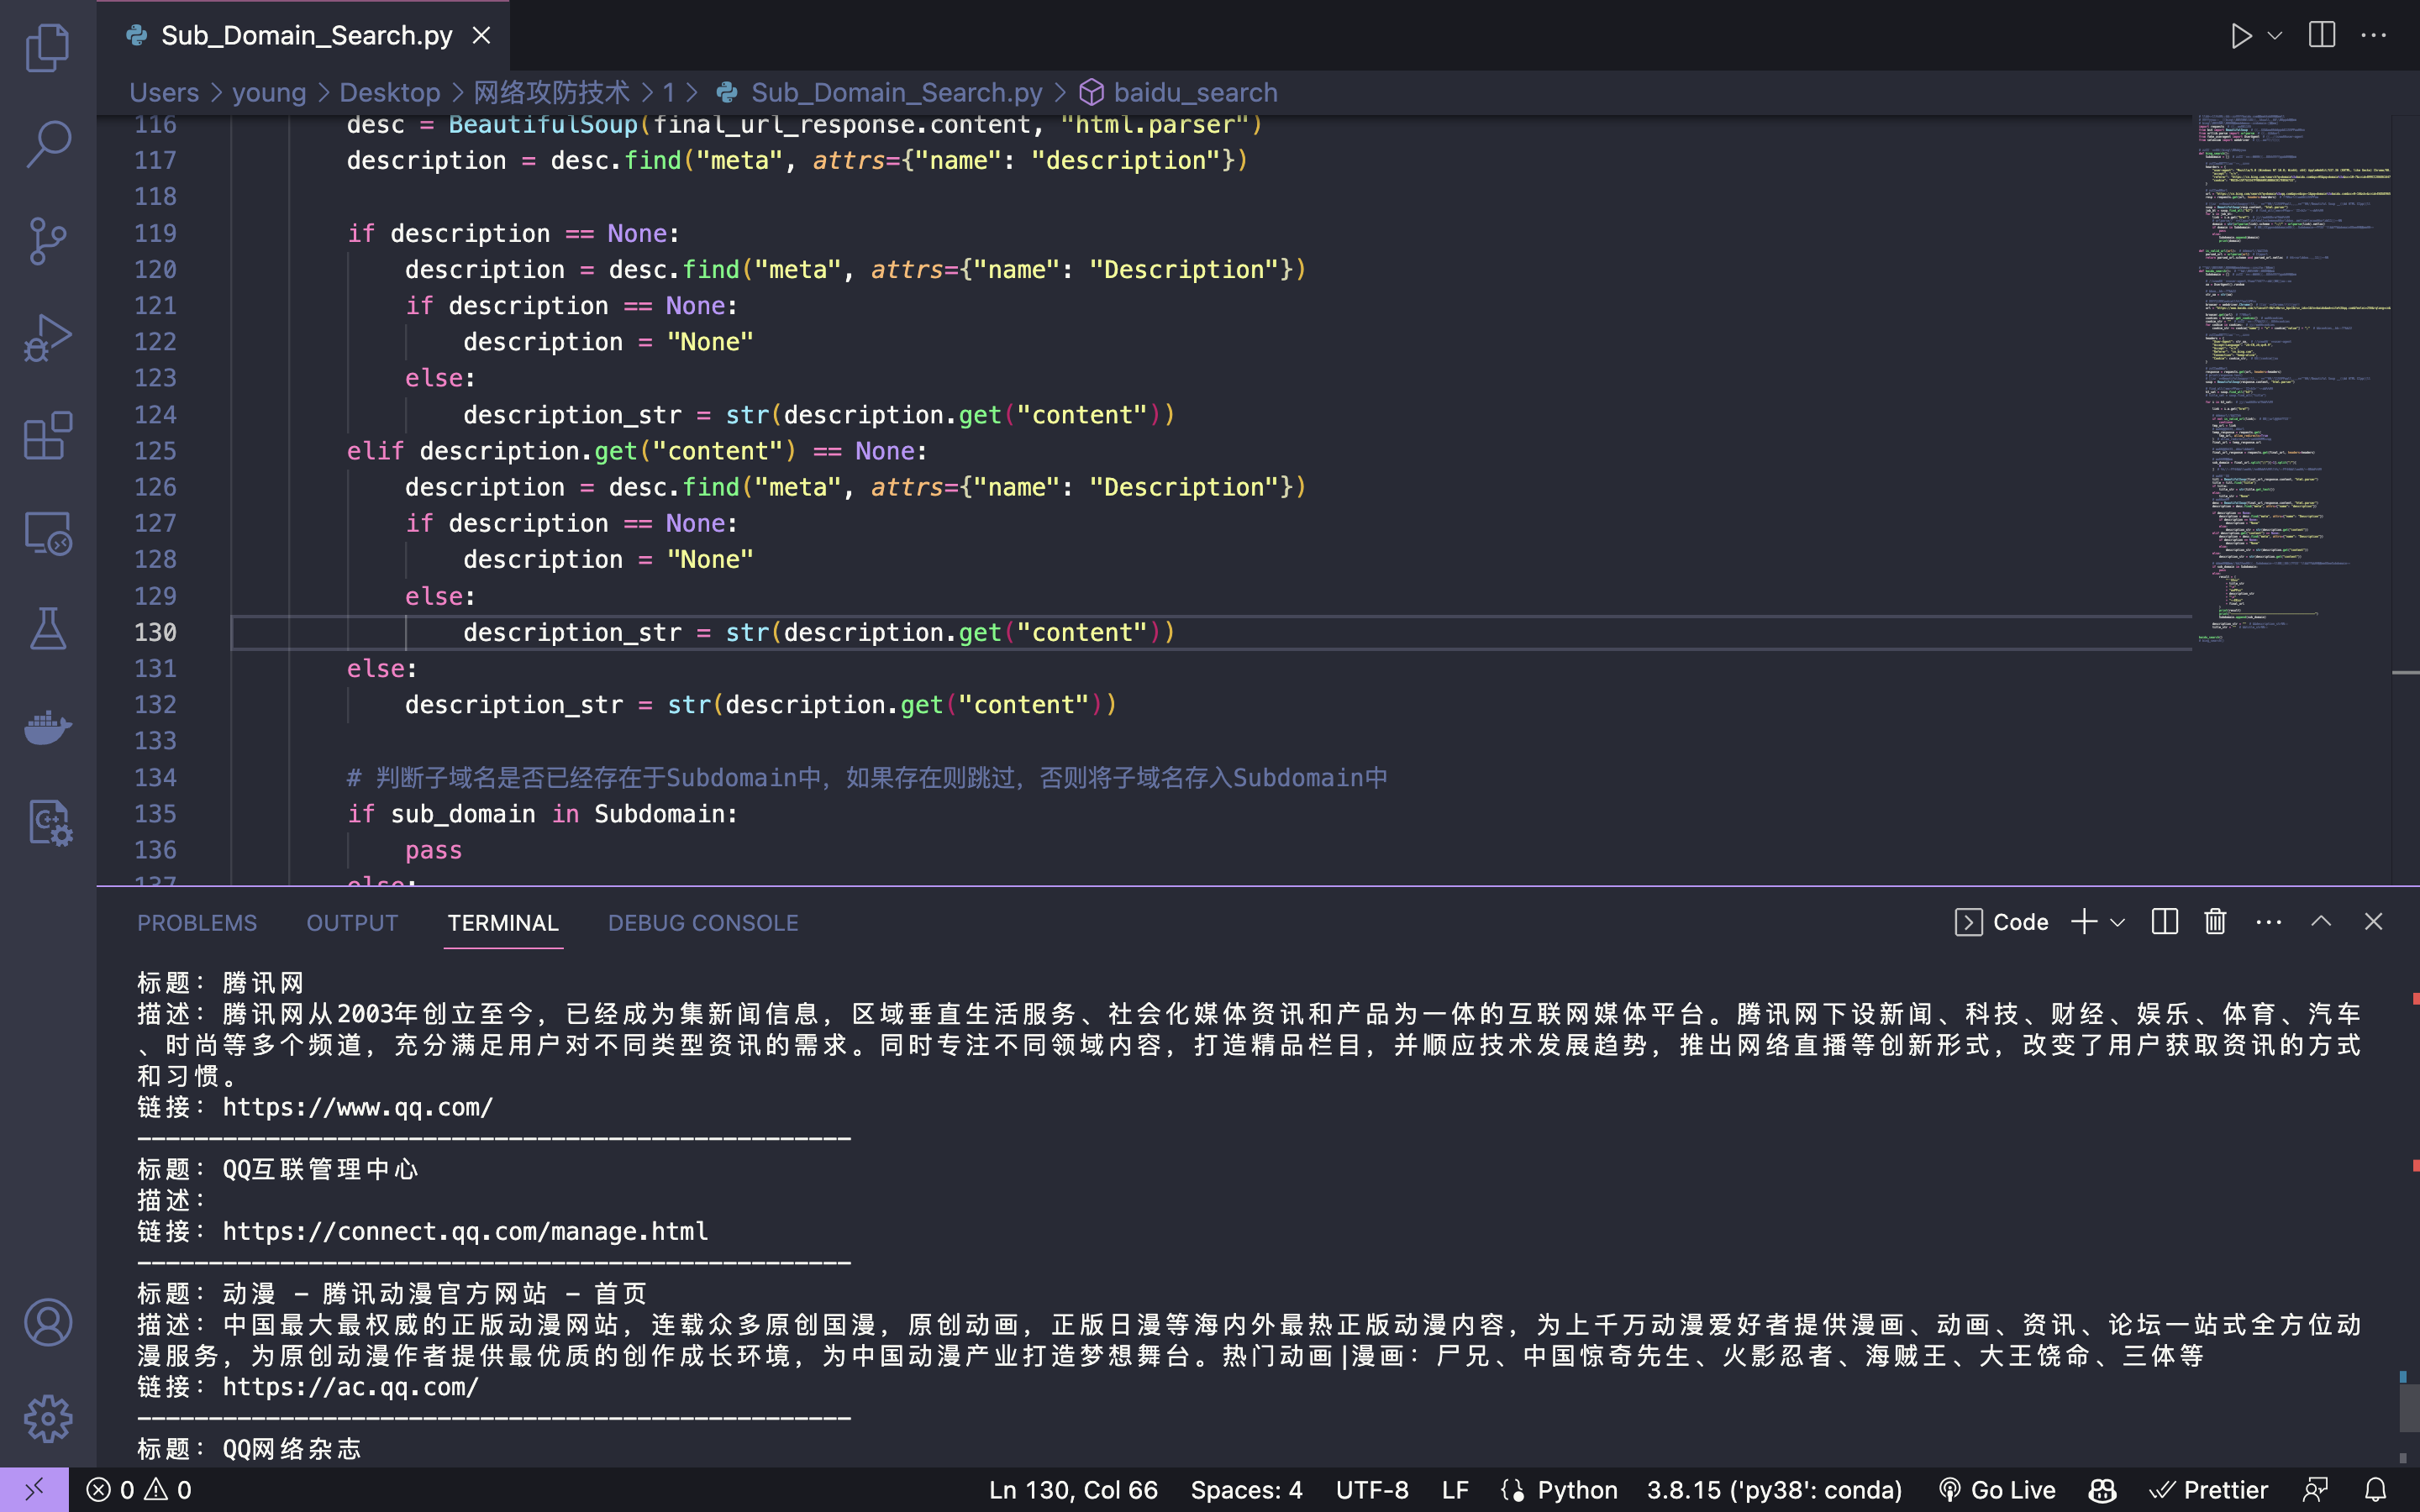 Sub_Domain_Search.py
Users > young > Desktop > 网络攻防技术 > 1 > Sub_Domain_Search.py > baidu_search
116 desc = BeautifulSoup(final_url_response.content, "html.parser")
117 description = desc.find("meta", attrs={"name": "description"})
118
119 if description == None:
120 description = desc.find("meta", attrs={"name": "Description"})
121 if description == None:
122 description = "None"
123 else:
124 description_str = str(description.get("content"))
125 elif description.get("content") == None:
126 description = desc.find("meta", attrs={"name": "Description"})
127 if description == None:
128 description = "None"
129 else:
130 description_str = str(description.get("content"))
131 else:
132 description_str = str(description.get("content"))
133
134 # 判断子域名是否已经存在于Subdomain中，如果存在则跳过，否则将子域名存入Subdomain中
135 if sub_domain in Subdomain:
136 pass
137 else:
PROBLEMS OUTPUT TERMINAL DEBUG CONSOLE Code
标题：腾讯网
描述：腾讯网从2003年创立至今，已经成为集新闻信息，区域垂直生活服务、社会化媒体资讯和产品为一体的互联网媒体平台。腾讯网下设新闻、科技、财经、娱乐、体育、汽车
、时尚等多个频道，充分满足用户对不同类型资讯的需求。同时专注不同领域内容，打造精品栏目，并顺应技术发展趋势，推出网络直播等创新形式，改变了用户获取资讯的方式
和习惯。
链接：https://www.qq.com/
--------------------------------------------------
标题：QQ互联管理中心
描述：
链接：https://connect.qq.com/manage.html
--------------------------------------------------
标题：动漫 - 腾讯动漫官方网站 - 首页
描述：中国最大最权威的正版动漫网站，连载众多原创国漫，原创动画，正版日漫等海内外最热正版动漫内容，为上千万动漫爱好者提供漫画、动画、资讯、论坛一站式全方位动
漫服务，为原创动漫作者提供最优质的创作成长环境，为中国动漫产业打造梦想舞台。热门动画|漫画：尸兄、中国惊奇先生、火影忍者、海贼王、大王饶命、三体等
链接：https://ac.qq.com/
--------------------------------------------------
标题：QQ网络杂志
0 0 Ln 130, Col 66 Spaces: 4 UTF-8 LF Python 3.8.15 ('py38': conda) Go Live Prettier